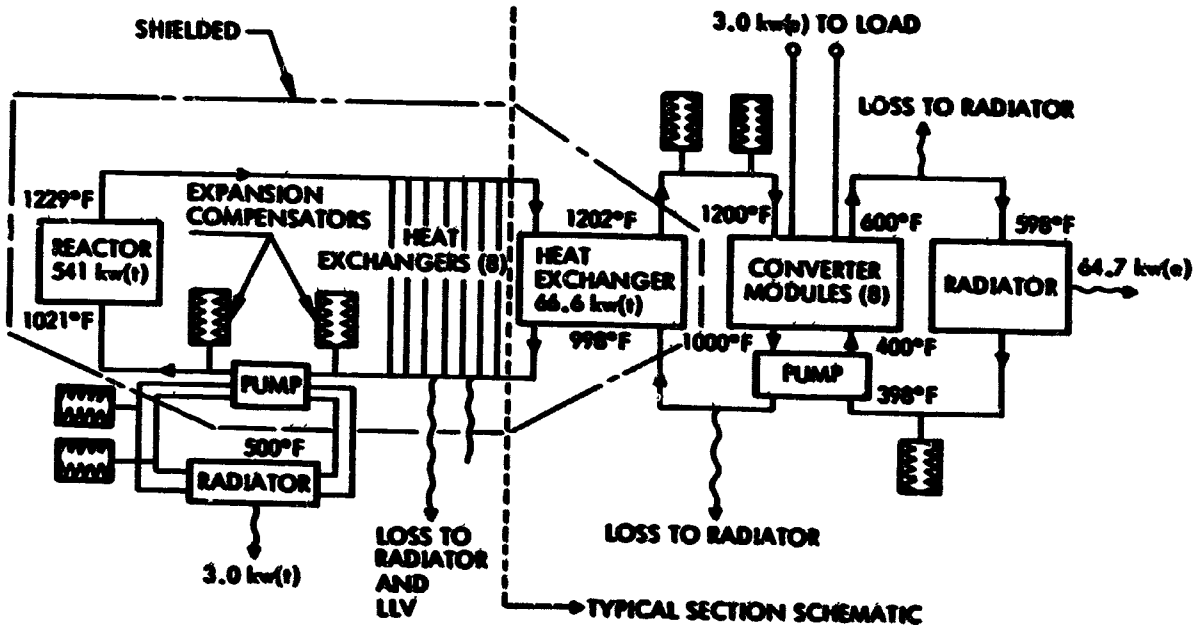 SHIELDED
3.0 kw(e) TO LOAD
LOSS TO RADIATOR
1229°F
EXPANSION
COMPENSATORS
REACTOR
541 kw(t)
1021°F
HEAT
EXCHANGERS (8)
1202°F
HEAT
EXCHANGER
66.6 kw(t)
998°F
1200°F
600°F
CONVERTER
MODULES (8)
1000°F
400°F
598°F
RADIATOR
64.7 kw(e)
PUMP
PUMP
398°F
500°F
RADIATOR
3.0 kw(t)
LOSS TO
RADIATOR
AND
LLV
LOSS TO RADIATOR
TYPICAL SECTION SCHEMATIC